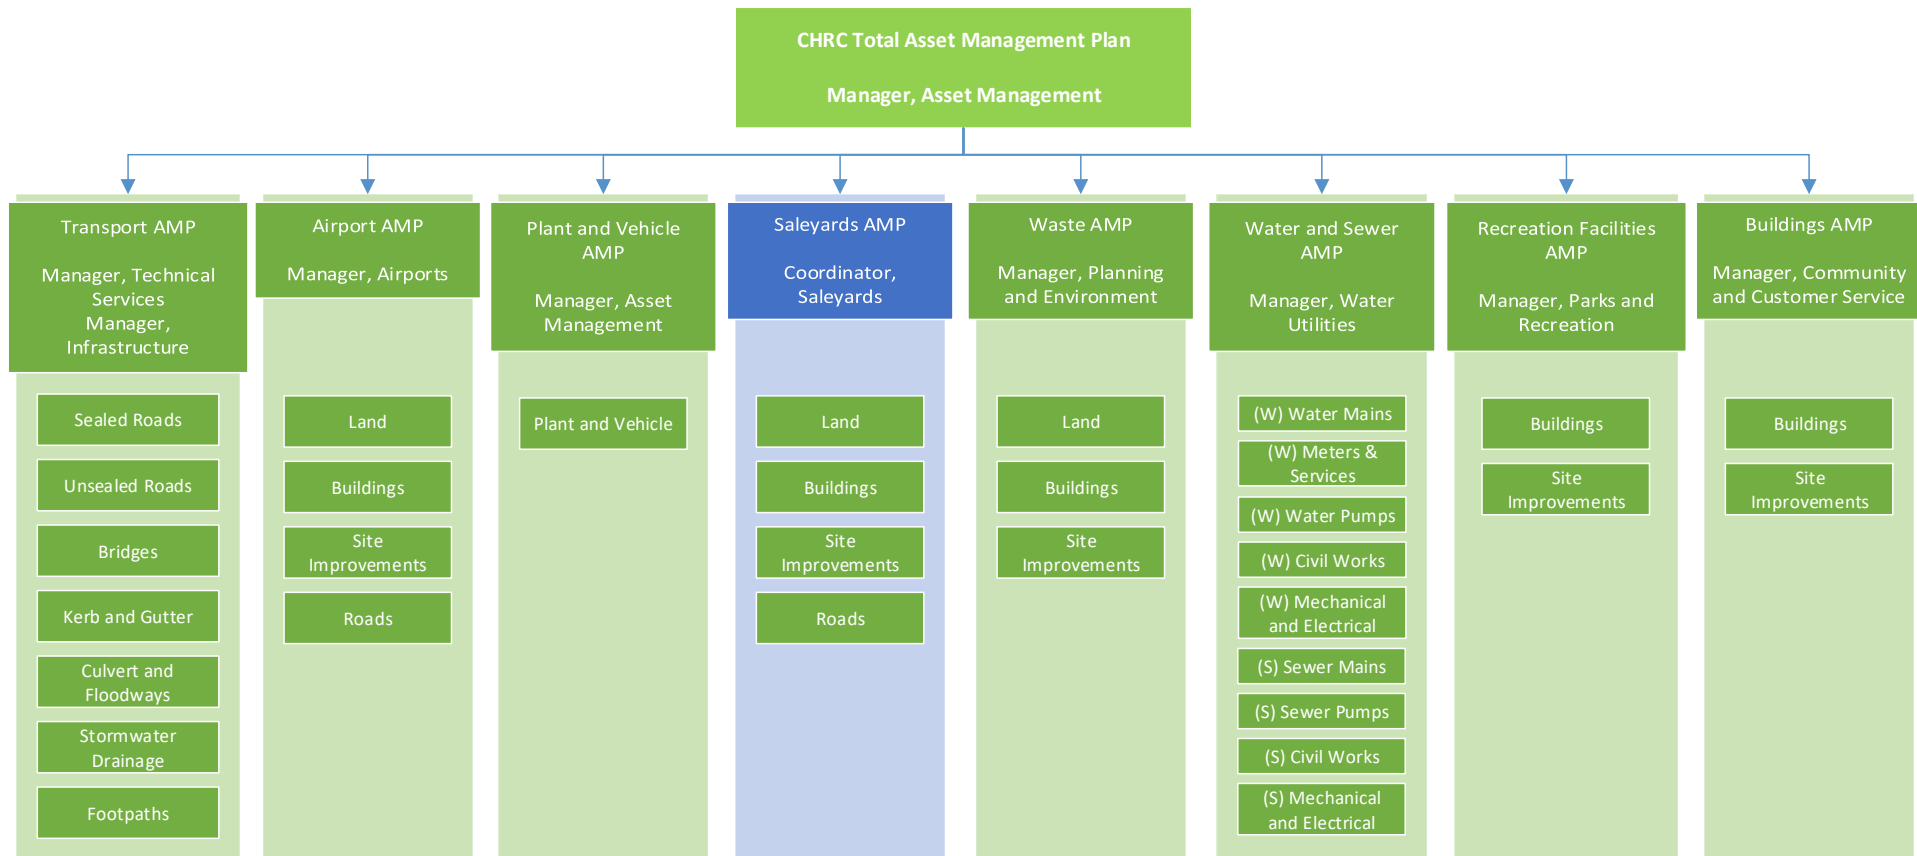 CHRC Total Asset Management Plan
Manager, Asset Management
Transport AMP
Manager, Technical
Services
Manager,
Infrastructure
Sealed Roads
Unsealed Roads
Bridges
Kerb and Gutter
Culvert and
Floodways
Stormwater
Drainage
Footpaths
Airport AMP
Manager, Airports
Land
Buildings
Site
Improvements
Roads
Plant and Vehicle
AMP
Manager, Asset
Management
Plant and Vehicle
Saleyards AMP
Coordinator,
Saleyards
Land
Buildings
Site
Improvements
Roads
Waste AMP
Manager, Planning
and Environment
Land
Buildings
Site
Improvements
Water and Sewer
AMP
Manager, Water
Utilities
(W) Water Mains
(W) Meters &
Services
(W) Water Pumps
(W) Civil Works
(W) Mechanical
and Electrical
(S) Sewer Mains
(S) Sewer Pumps
(S) Civil Works
(S) Mechanical
and Electrical
Recreation Facilities
AMP
Manager, Parks and
Recreation
Buildings
Site
Improvements
Buildings AMP
Manager, Community
and Customer Service
Buildings
Site
Improvements